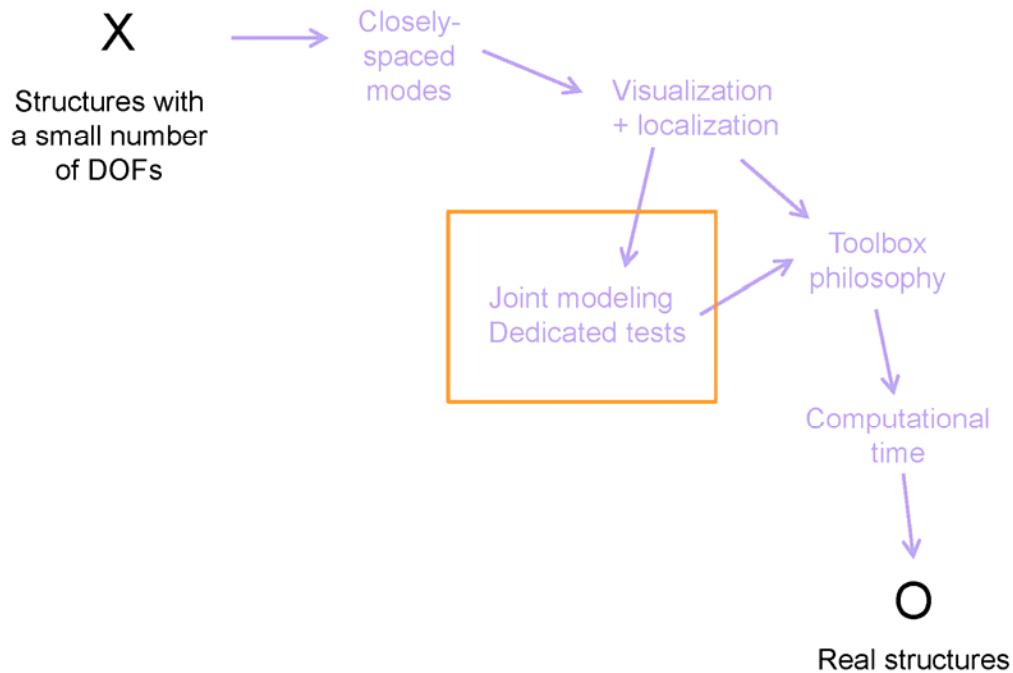 X
Structures with
a small number
of DOFs
Closely-
spaced
modes
Visualization
+ localization
Joint modeling
Dedicated tests
Toolbox
philosophy
Computational
time
O
Real structures